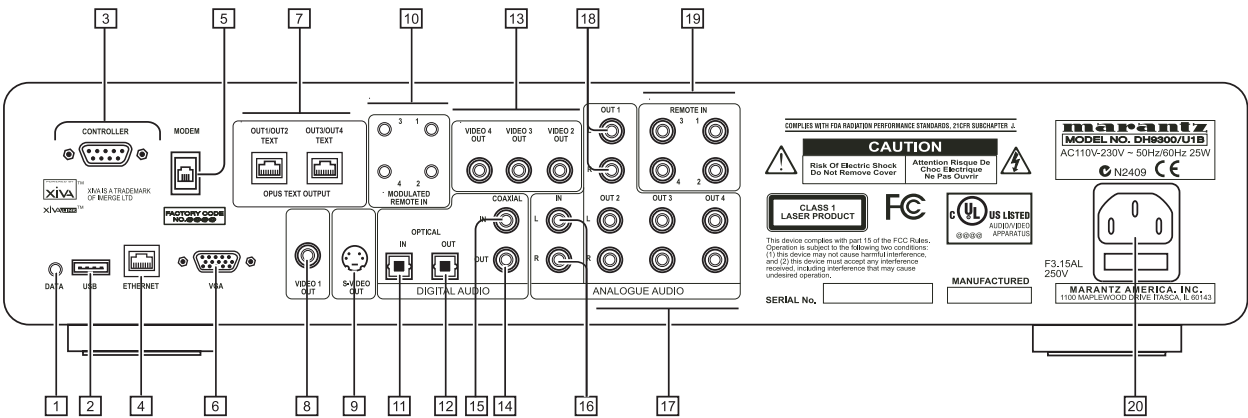 3
5
7
10
13
18
19
CONTROLLER
MODEM
OUT1/OUT2
TEXT
OUT3/OUT4
TEXT
OPUS TEXT OUTPUT
3 1
4 2
MODULATED
REMOTE IN
VIDEO 4
OUT
VIDEO 3
OUT
VIDEO 2
OUT
OUT 1
R
REMOTE IN
3 1
4 2
XiVA™
XIVA IS A TRADEMARK
OF IMERGE LTD
FACTORY CODE
NO.@@@@
DATA
USB
ETHERNET
VGA
VIDEO 1
OUT
S-VIDEO
OUT
OPTICAL
IN
OUT
COAXIAL
IN
OUT
DIGITAL AUDIO
IN
L
R
OUT 2
L
R
OUT 3
OUT 4
ANALOGUE AUDIO
COMPLIES WITH FDA RADIATION PERFORMANCE STANDARDS, 21CFR SUBCHAPTER J.
CAUTION
Risk Of Electric Shock
Do Not Remove Cover
Attention Risque De
Choc Electrique
Ne Pas Ouvrir
CLASS 1
LASER PRODUCT
FC
C UL US LISTED
AUDIO/VIDEO
APPARATUS
@@@@
This device complies with part 15 of the FCC Rules.
Operation is subject to the following two conditions:
(1) this device may not cause harmful interference,
and (2) this device must accept any interference
received, including interference that may cause
undesired operation.
SERIAL No.
MANUFACTURED
marantz
MODEL NO. DH9300/U1B
AC110V-230V ~ 50Hz/60Hz 25W
N2409 CE
F3.15AL
250V
MARANTZ AMERICA. INC.
1100 MAPLEWOOD DRIVE ITASCA, IL 60143
1
2
4
6
8
9
11
12
15
14
16
17
20